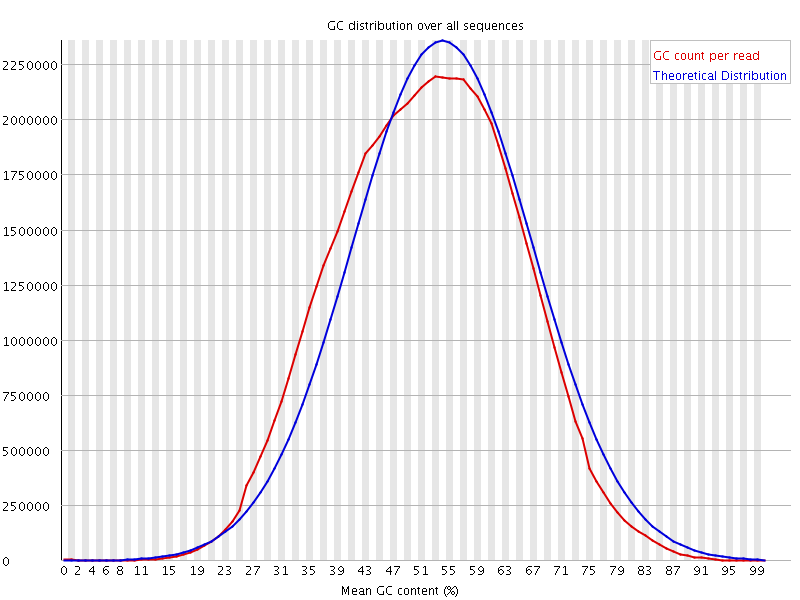 GC distribution over all sequences
GC count per read
Theoretical Distribution
2250000
2000000
1750000
1500000
1250000
1000000
750000
500000
250000
0
0 2 4 6 8 11 15 19 23 27 31 35 39 43 47 51 55 59 63 67 71 75 79 83 87 91 95 99
Mean GC content (%)